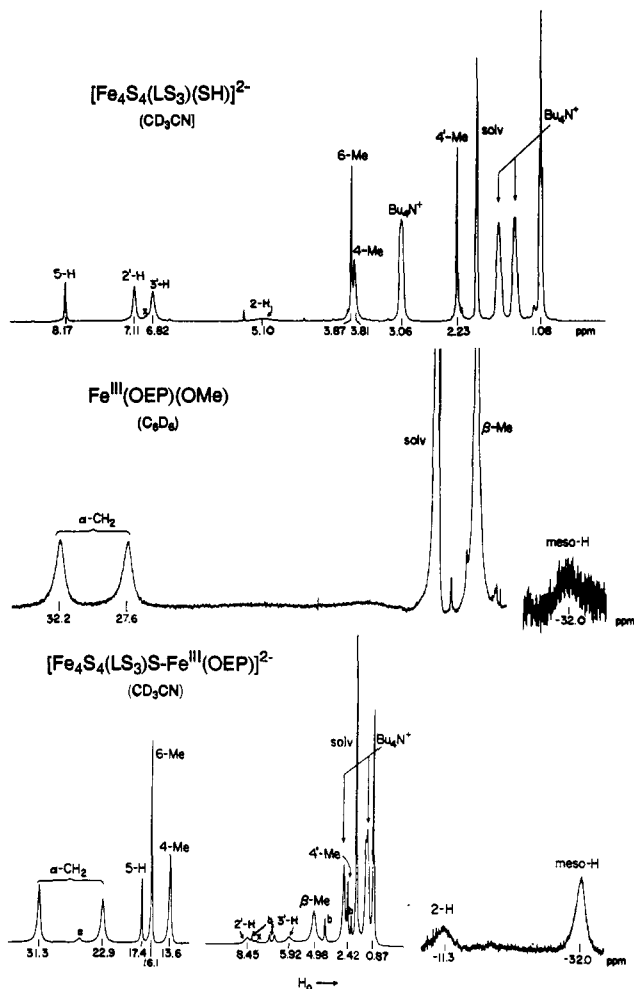 [Fe₄S₄(LS₃)(SH)]²⁻
(CD₃CN)
5-H
2'-H
3'-H
2-H
6-Me
4-Me
Bu₄N⁺
4'-Me
solv
Bu₄N⁺
8.17 7.11 6.82 5.10 3.87 3.81 3.06 2.23 1.08 ppm
Feᴵᴵᴵ(OEP)(OMe)
(C₆D₆)
α-CH₂
solv
β-Me
meso-H
32.2 27.6 -32.0 ppm
[Fe₄S₄(LS₃)S-Feᴵᴵᴵ(OEP)]²⁻
(CD₃CN)
α-CH₂
5-H
6-Me
4-Me
2'-H
b
3'-H
β-Me
b
4'-Me
solv
Bu₄N⁺
2-H
meso-H
31.3 22.9 17.4 16.1 13.6 8.45 5.92 4.98 2.42 0.87 -11.3 -32.0 ppm
H₀ →